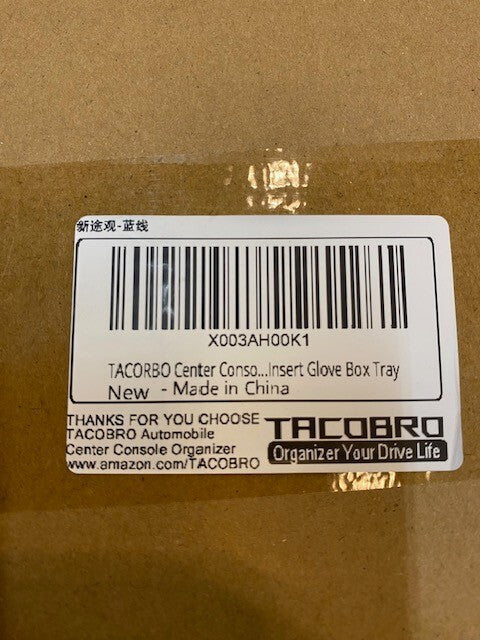 新途观-蓝线
X003AH00K1
TACORBO Center Conso...Insert Glove Box Tray
New - Made in China
THANKS FOR YOU CHOOSE
TACOBRO Automobile
Center Console Organizer
www.amazon.com/TACOBRO
TACOBRO
Organizer Your Drive Life